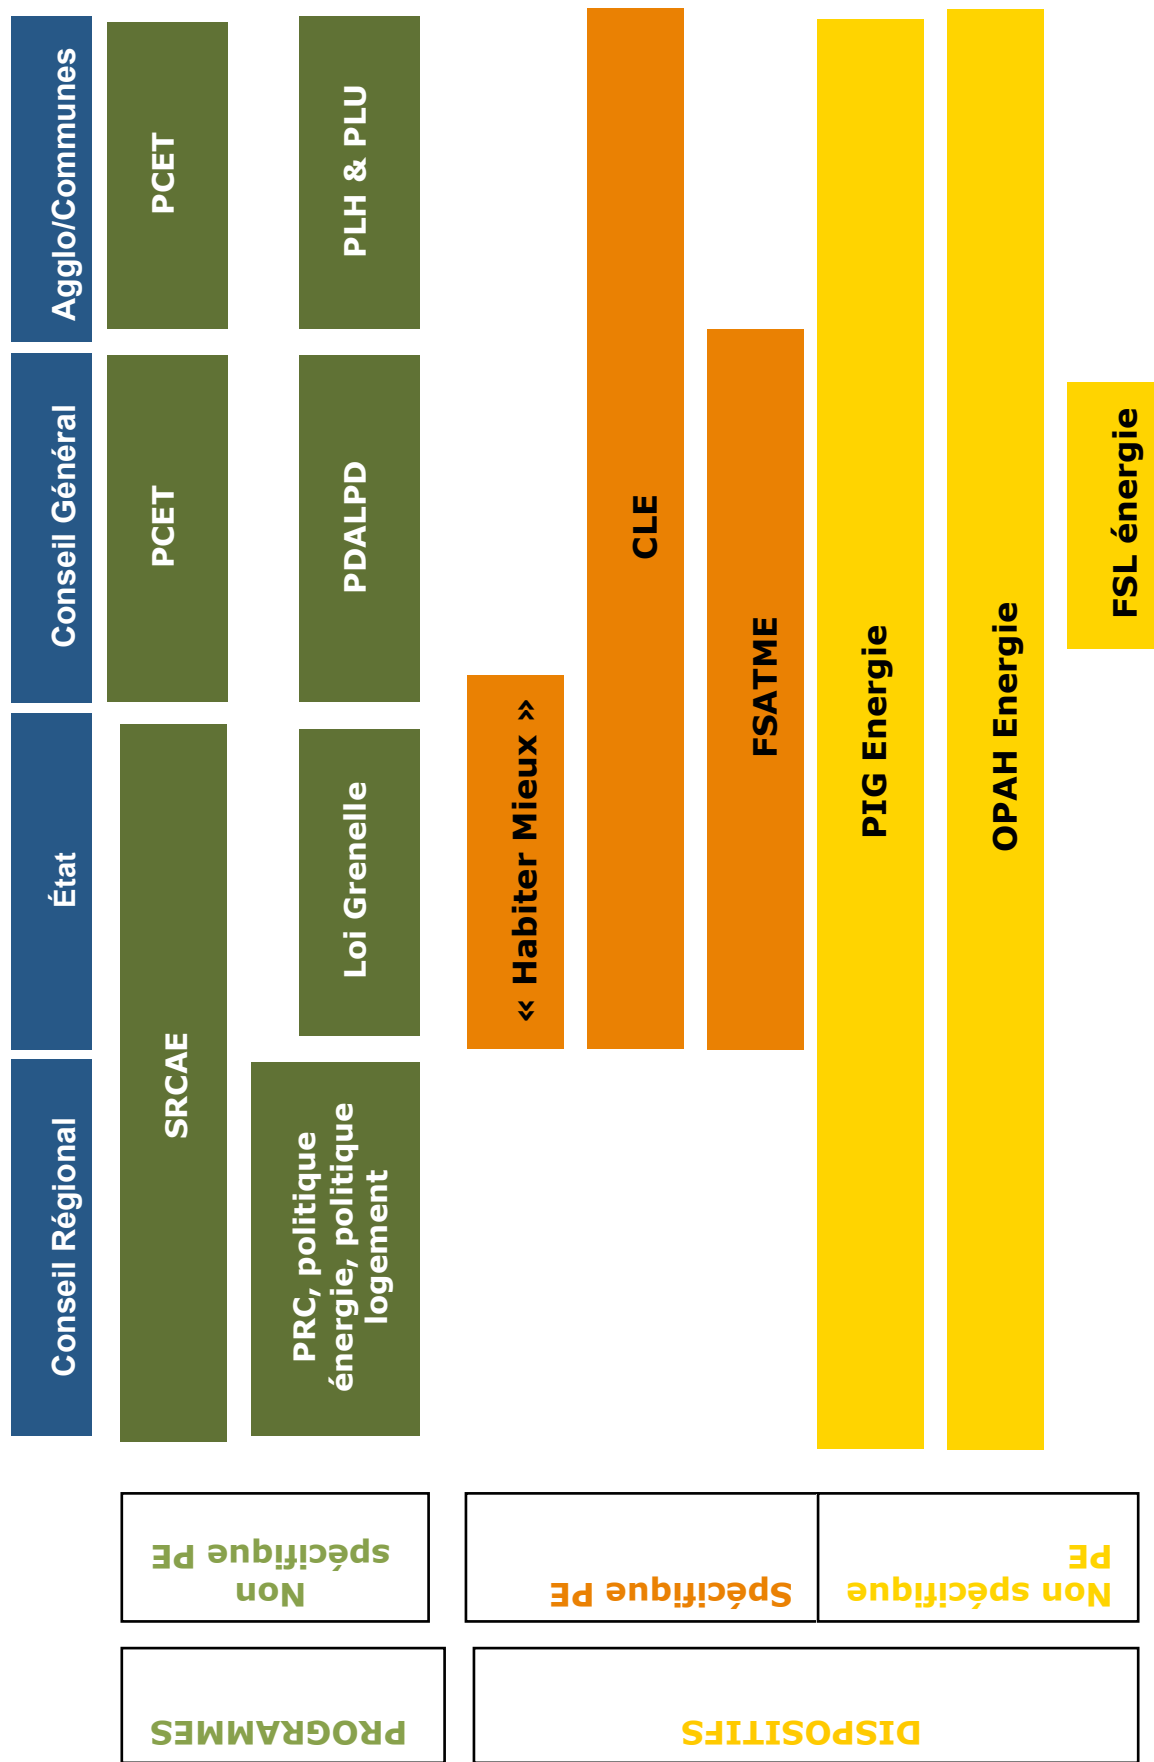 Conseil Régional
État
Conseil Général
Agglo/Communes
PROGRAMMES
Non
spécifique PE
SRCAE
PCET
PCET
PRC, politique
énergie, politique
logement
Loi Grenelle
PDALPD
PLH & PLU
DISPOSITIFS
Spécifique PE
« Habiter Mieux »
CLE
FSATME
Non spécifique
PE
PIG Energie
OPAH Energie
FSL énergie